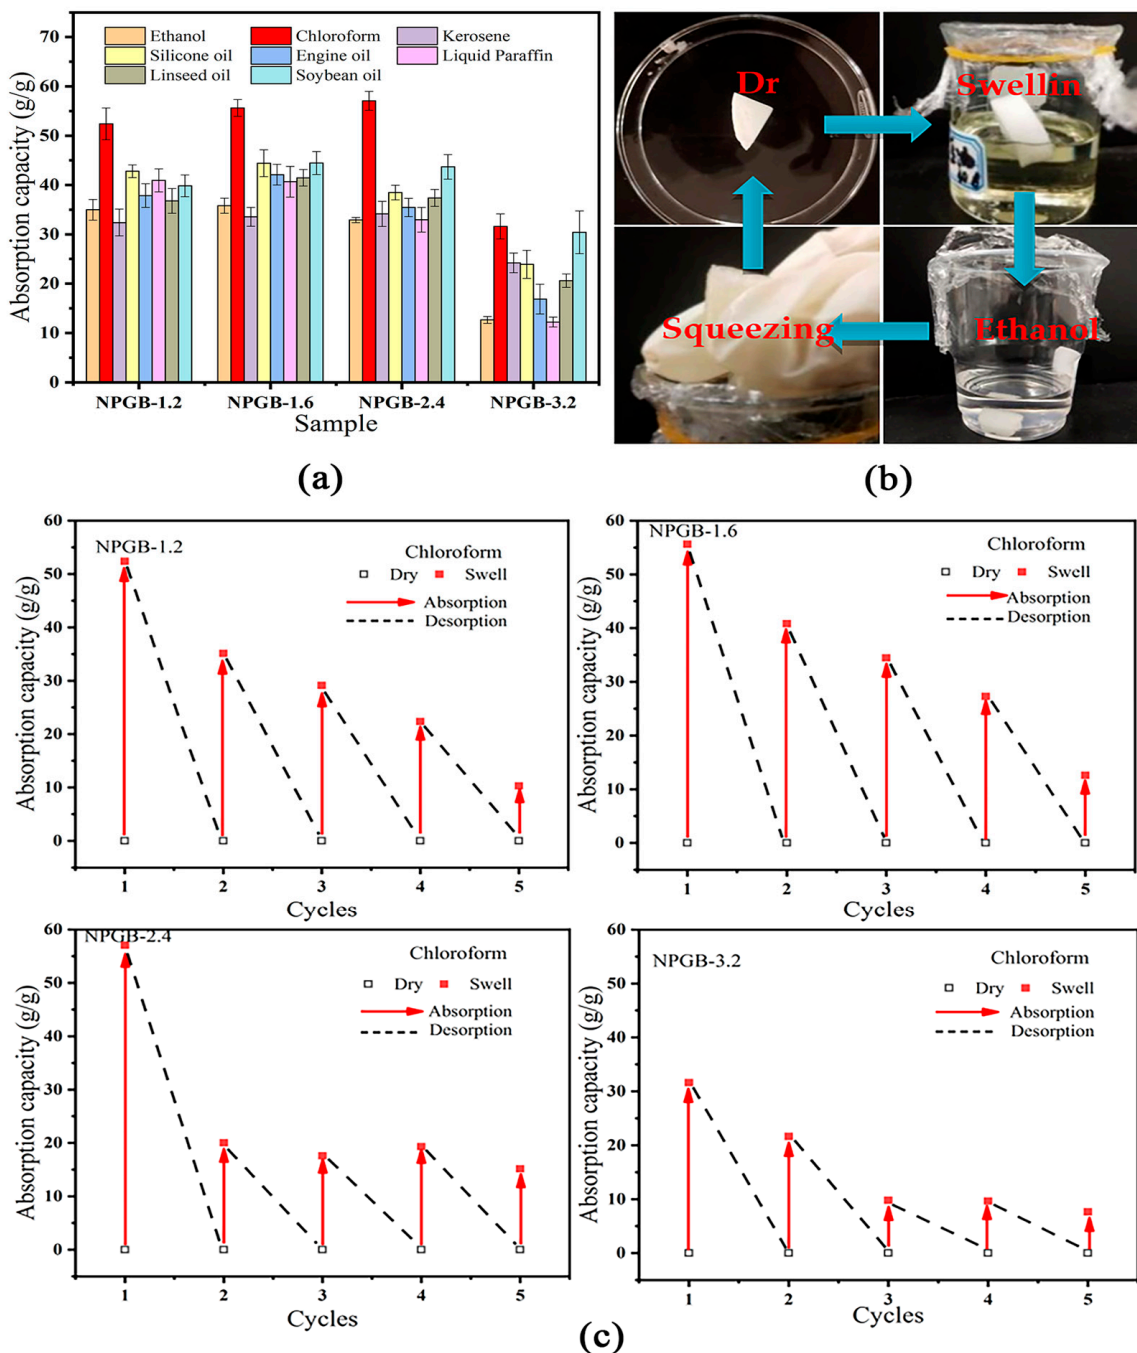 Absorption capacity (g/g)
70
60
50
40
30
20
10
0
Ethanol Chloroform Kerosene
Silicone oil Engine oil Liquid Paraffin
Linseed oil Soybean oil
NPGB-1.2 NPGB-1.6 NPGB-2.4 NPGB-3.2
Sample
(a)
Dr
Swellin
Squeezing
Ethanol
(b)
Absorption capacity (g/g)
60
50
40
30
20
10
0
NPGB-1.2
Chloroform
Dry Swell
Absorption
Desorption
1 2 3 4 5
Cycles
Absorption capacity (g/g)
60
50
40
30
20
10
0
NPGB-1.6
Chloroform
Dry Swell
Absorption
Desorption
1 2 3 4 5
Cycles
Absorption capacity (g/g)
60
50
40
30
20
10
0
NPGB-2.4
Chloroform
Dry Swell
Absorption
Desorption
1 2 3 4 5
Cycles
Absorption capacity (g/g)
60
50
40
30
20
10
0
NPGB-3.2
Chloroform
Dry Swell
Absorption
Desorption
1 2 3 4 5
Cycles
(c)